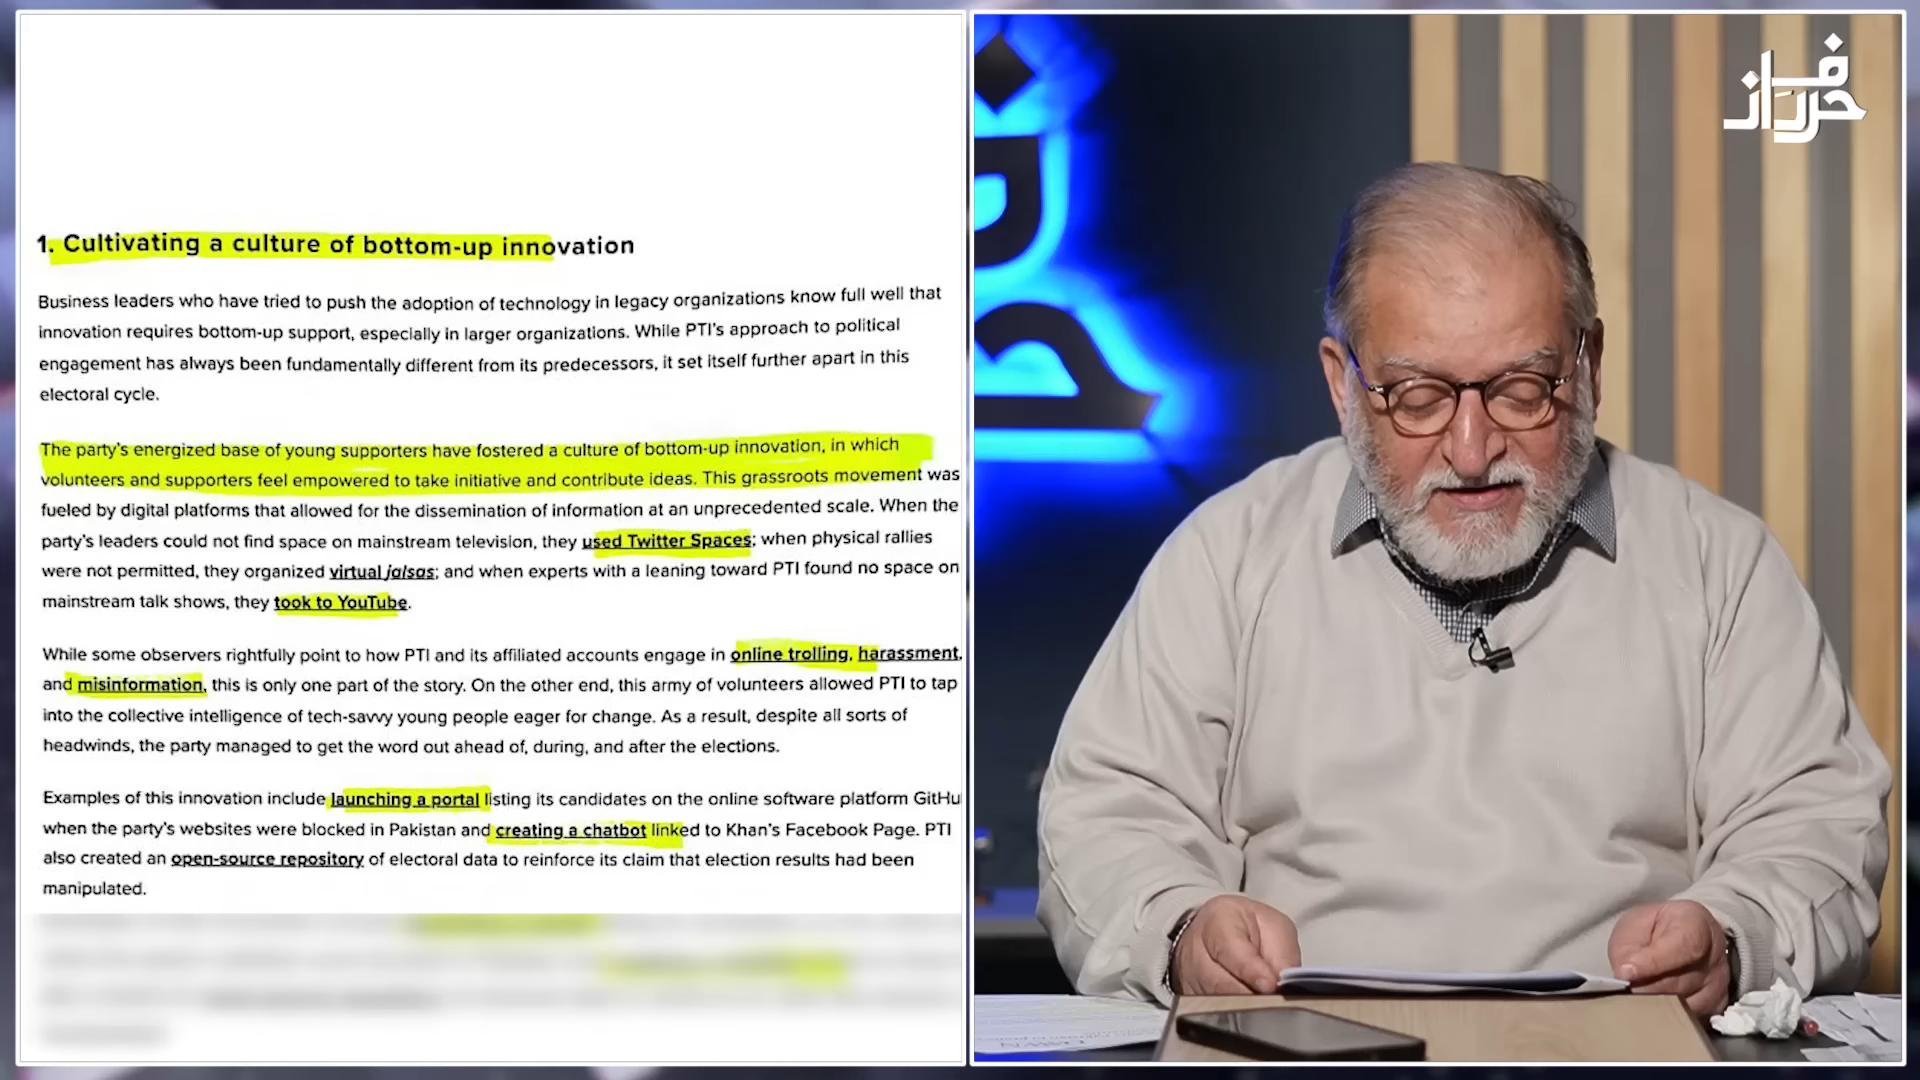 1. Cultivating a culture of bottom-up innovation
Business leaders who have tried to push the adoption of technology in legacy organizations know full well that
innovation requires bottom-up support, especially in larger organizations. While PTI's approach to political
engagement has always been fundamentally different from its predecessors, it set itself further apart in this
electoral cycle.
The party's energized base of young supporters have fostered a culture of bottom-up innovation, in which
volunteers and supporters feel empowered to take initiative and contribute ideas. This grassroots movement was
fueled by digital platforms that allowed for the dissemination of information at an unprecedented scale. When the
party's leaders could not find space on mainstream television, they used Twitter Spaces; when physical rallies
were not permitted, they organized virtual jalsas; and when experts with a leaning toward PTI found no space on
mainstream talk shows, they took to YouTube.
While some observers rightfully point to how PTI and its affiliated accounts engage in online trolling, harassment,
and misinformation, this is only one part of the story. On the other end, this army of volunteers allowed PTI to tap
into the collective intelligence of tech-savvy young people eager for change. As a result, despite all sorts of
headwinds, the party managed to get the word out ahead of, during, and after the elections.
Examples of this innovation include launching a portal listing its candidates on the online software platform GitHu
when the party's websites were blocked in Pakistan and creating a chatbot linked to Khan's Facebook Page. PTI
also created an open-source repository of electoral data to reinforce its claim that election results had been
manipulated.